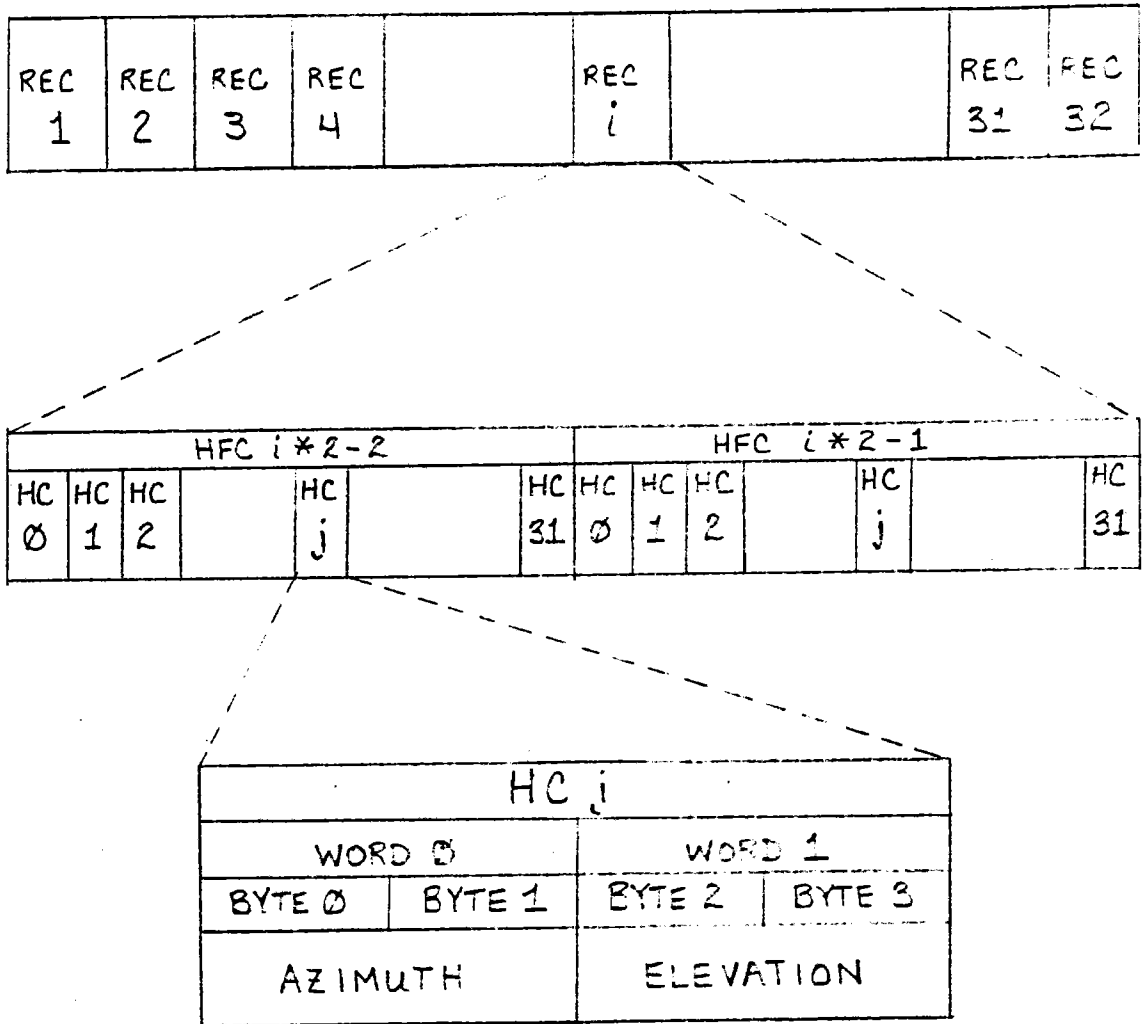 REC REC REC REC REC REC REC
1 2 3 4 i 31 32
HFC i*2-2 HFC i*2-1
HC HC HC HC HC HC HC HC HC HC
Ø 1 2 j 31 Ø 1 2 j 31
HC j
WORD Ø WORD 1
BYTE Ø BYTE 1 BYTE 2 BYTE 3
AZIMUTH ELEVATION